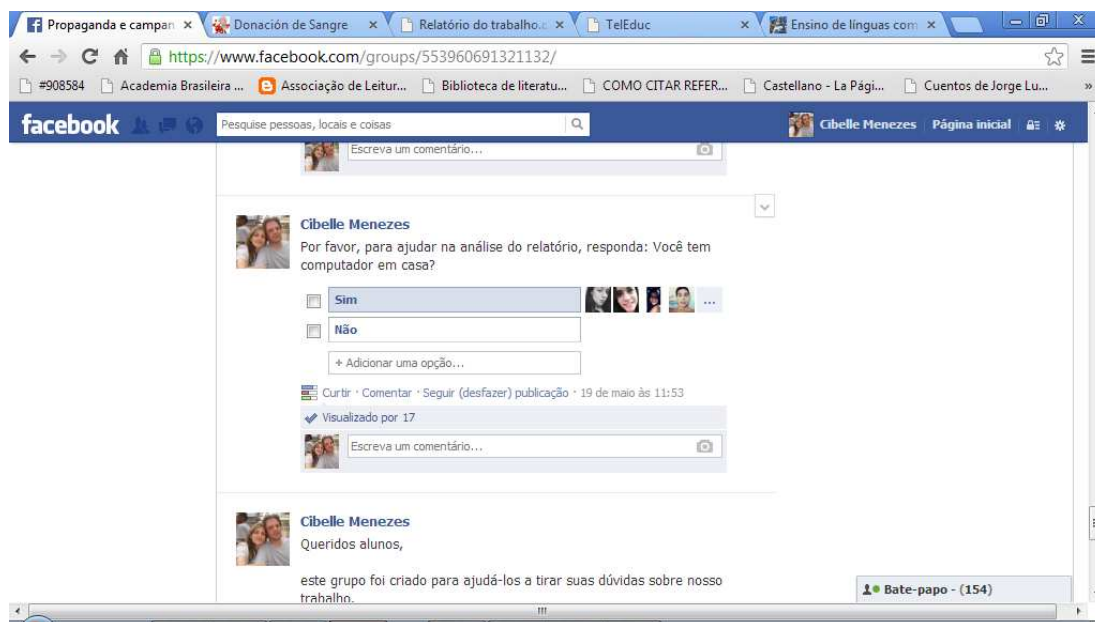 Propaganda e campan
Donación de Sangre
Relatório do trabalho.
TelEduc
Ensino de línguas com
https://www.facebook.com/groups/553960691321132/
#908584
Academia Brasileira ...
Associação de Leitur...
Biblioteca de literatu...
COMO CITAR REFER...
Castellano - La Pági...
Cuentos de Jorge Lu...
»
facebook
Pesquise pessoas, locais e coisas
Cibelle Menezes
Página inicial
Escreva um comentário...
Cibelle Menezes
Por favor, para ajudar na análise do relatório, responda: Você tem
computador em casa?
Sim
...
Não
+ Adicionar uma opção...
Curtir · Comentar · Seguir (desfazer) publicação · 19 de maio às 11:53
Visualizado por 17
Escreva um comentário...
Cibelle Menezes
Queridos alunos,
este grupo foi criado para ajudá-los a tirar suas dúvidas sobre nosso
trabalho.
Bate-papo - (154)